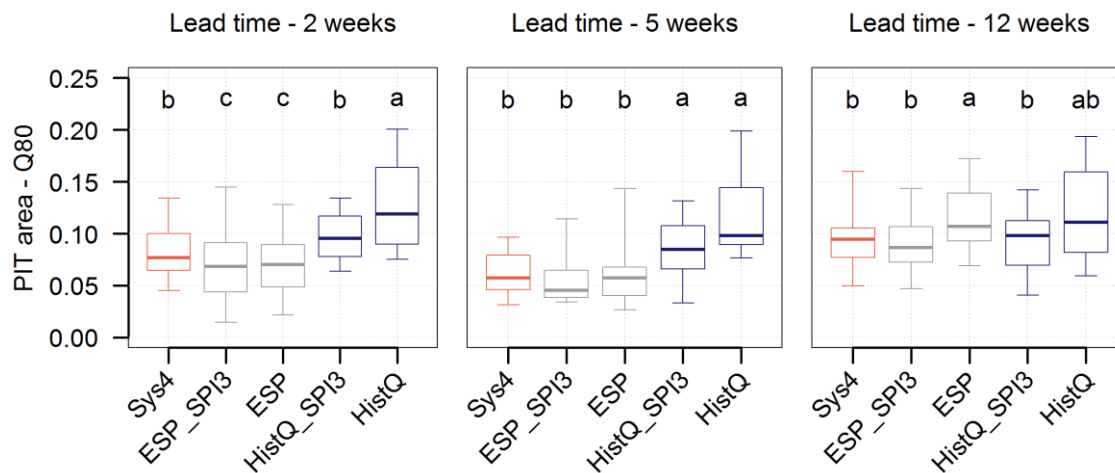 Lead time - 2 weeks
Lead time - 5 weeks
Lead time - 12 weeks
PIT area - Q80
0.25
0.20
0.15
0.10
0.05
0.00
b c c b a
b b b a a
b b a b ab
Sys4
ESP_SPI3
ESP
HistQ_SPI3
HistQ
Sys4
ESP_SPI3
ESP
HistQ_SPI3
HistQ
Sys4
ESP_SPI3
ESP
HistQ_SPI3
HistQ